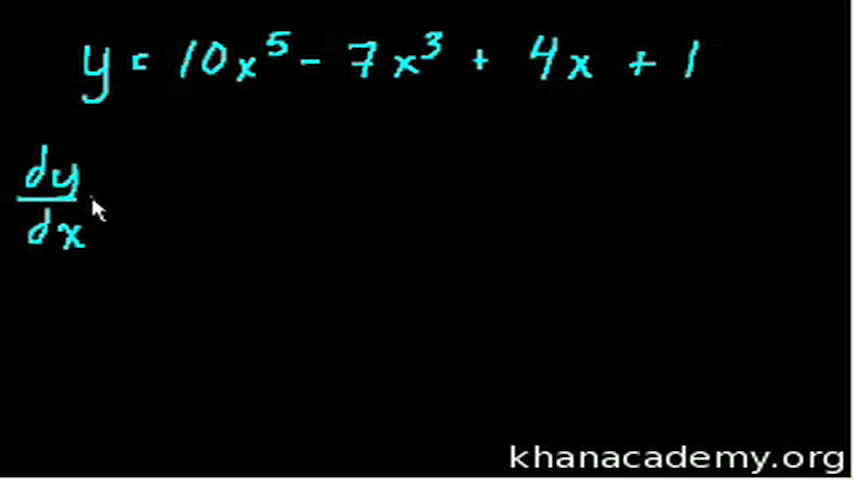 y = 10x⁵ - 7x³ + 4x + 1
dy
dx
khanacademy.org